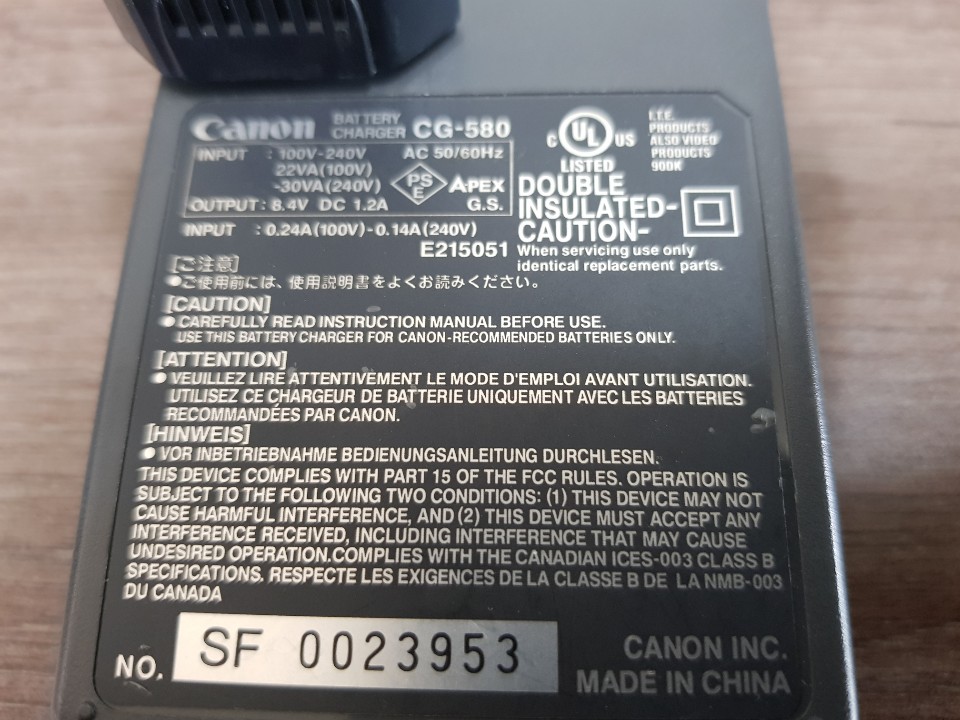 Canon BATTERY CHARGER CG-580
INPUT : 100V-240V AC 50/60Hz
22VA(100V)
-30VA(240V)
PS E APEX
OUTPUT : 8.4V DC 1.2A G.S.
INPUT : 0.24A(100V)-0.14A(240V)
E215051
C UL US
LISTED
I.T.E.
PRODUCTS
ALSO VIDEO
PRODUCTS
90DK
DOUBLE
INSULATED-
CAUTION-
When servicing use only
identical replacement parts.
[ご注意]
●ご使用前には、使用説明書をよくお読みください。
[CAUTION]
● CAREFULLY READ INSTRUCTION MANUAL BEFORE USE.
USE THIS BATTERY CHARGER FOR CANON-RECOMMENDED BATTERIES ONLY.
[ATTENTION]
● VEUILLEZ LIRE ATTENTIVEMENT LE MODE D'EMPLOI AVANT UTILISATION.
UTILISEZ CE CHARGEUR DE BATTERIE UNIQUEMENT AVEC LES BATTERIES
RECOMMANDÉES PAR CANON.
[HINWEIS]
● VOR INBETRIEBNAHME BEDIENUNGSANLEITUNG DURCHLESEN.
THIS DEVICE COMPLIES WITH PART 15 OF THE FCC RULES. OPERATION IS
SUBJECT TO THE FOLLOWING TWO CONDITIONS: (1) THIS DEVICE MAY NOT
CAUSE HARMFUL INTERFERENCE, AND (2) THIS DEVICE MUST ACCEPT ANY
INTERFERENCE RECEIVED, INCLUDING INTERFERENCE THAT MAY CAUSE
UNDESIRED OPERATION.COMPLIES WITH THE CANADIAN ICES-003 CLASS B
SPECIFICATIONS. RESPECTE LES EXIGENCES DE LA CLASSE B DE LA NMB-003
DU CANADA
NO. SF 0023953
CANON INC.
MADE IN CHINA